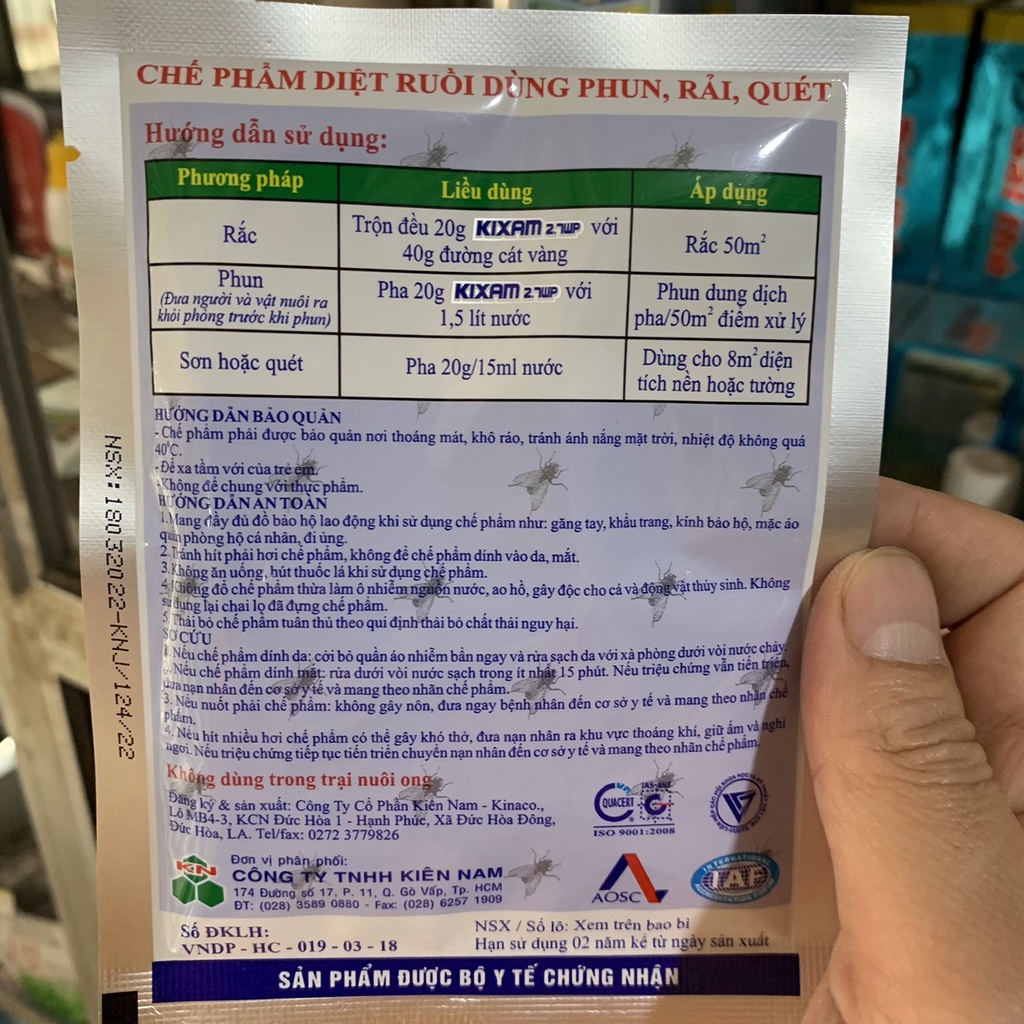 CHẾ PHẨM DIỆT RUỒI DÙNG PHUN, RẢI, QUÉT
Hướng dẫn sử dụng:
Phương pháp
Liều dùng
Áp dụng
Rắc
Trộn đều 20g KIXAM 2.7WP với
40g đường cát vàng
Rắc 50m²
Phun
(Đưa người và vật nuôi ra
khỏi phòng trước khi phun)
Pha 20g KIXAM 2.7WP với
1,5 lít nước
Phun dung dịch
pha/50m² điểm xử lý
Sơn hoặc quét
Pha 20g/15ml nước
Dùng cho 8m² diện
tích nền hoặc tường
HƯỚNG DẪN BẢO QUẢN
- Chế phẩm phải được bảo quản nơi thoáng mát, khô ráo, tránh ánh nắng mặt trời, nhiệt độ không quá
40°C.
-Để xa tầm với của trẻ em.
-Không để chung với thực phẩm.
HƯỚNG DẪN AN TOÀN
1.Mang đầy đủ đồ bảo hộ lao động khi sử dụng chế phẩm như: găng tay, khẩu trang, kính bảo hộ, mặc áo
quần phòng hộ cá nhân, đi ủng.
2.Tránh hít phải hơi chế phẩm, không để chế phẩm dính vào da, mắt.
3.Không ăn uống, hút thuốc lá khi sử dụng chế phẩm.
4.Không đổ chế phẩm thừa làm ô nhiễm nguồn nước, ao hồ, gây độc cho cá và động vật thủy sinh. Không
sử dụng lại chai lọ đã đựng chế phẩm.
5.Thải bỏ chế phẩm tuân thủ theo qui định thải bỏ chất thải nguy hại.
SƠ CỨU
1.Nếu chế phẩm dính da: cởi bỏ quần áo nhiễm bẩn ngay và rửa sạch da với xà phòng dưới vòi nước chảy.
2.Nếu chế phẩm dính mắt: rửa dưới vòi nước sạch trong ít nhất 15 phút. Nếu triệu chứng vẫn tiến triển,
đưa nạn nhân đến cơ sở y tế và mang theo nhãn chế phẩm.
3. Nếu nuốt phải chế phẩm: không gây nôn, đưa ngay bệnh nhân đến cơ sở y tế và mang theo nhãn chế
phẩm.
4. Nếu hít nhiều hơi chế phẩm có thể gây khó thở, đưa nạn nhân ra khu vực thoáng khí, giữ ấm và nghỉ
ngơi. Nếu triệu chứng tiếp tục tiến triển chuyển nạn nhân đến cơ sở y tế và mang theo nhãn chế phẩm.
Không dùng trong trại nuôi ong
Đăng ký & sản xuất: Công Ty Cổ Phần Kiên Nam - Kinaco.,
Lô MB4-3, KCN Đức Hòa 1 - Hạnh Phúc, Xã Đức Hòa Đông,
Đức Hòa, LA. Tel/fax: 0272 3779826
QUACERT
JAS-ANZ
ISO 9001:2008
KN
Đơn vị phân phối:
CÔNG TY TNHH KIÊN NAM
174 Đường số 17, P. 11, Q. Gò Vấp, Tp. HCM
ĐT: (028) 3589 0880 - Fax: (028) 6257 1909
AOSC
INTERNATIONAL
IAF
Số ĐKLH:
VNDP - HC - 019 - 03 - 18
NSX / Số lô: Xem trên bao bì
Hạn sử dụng 02 năm kể từ ngày sản xuất
SẢN PHẨM ĐƯỢC BỘ Y TẾ CHỨNG NHẬN
NSX:18032022-KNJ/124/22